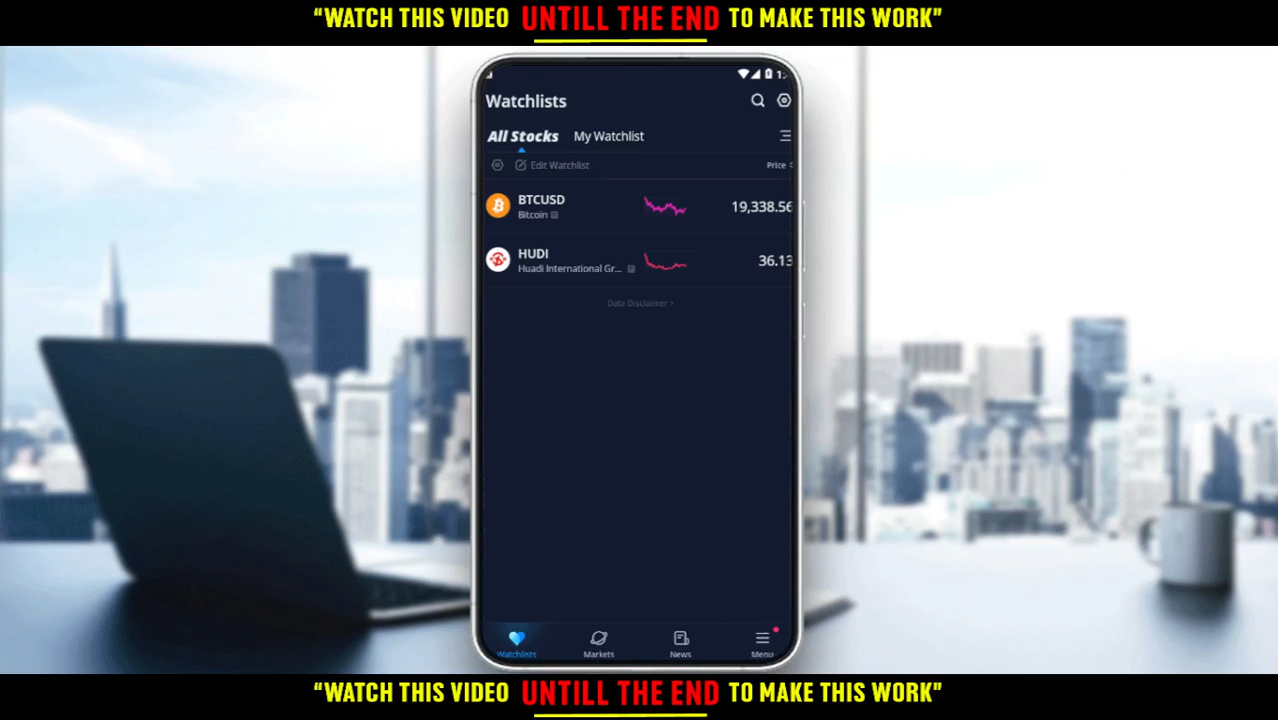 "WATCH THIS VIDEO UNTILL THE END TO MAKE THIS WORK"
Watchlists
All Stocks My Watchlist
Edit Watchlist Price
BTCUSD
Bitcoin
19,338.56
HUDI
Huadi International Gr...
36.13
Data Disclaimer >
Watchlists Markets News Menu
"WATCH THIS VIDEO UNTILL THE END TO MAKE THIS WORK"